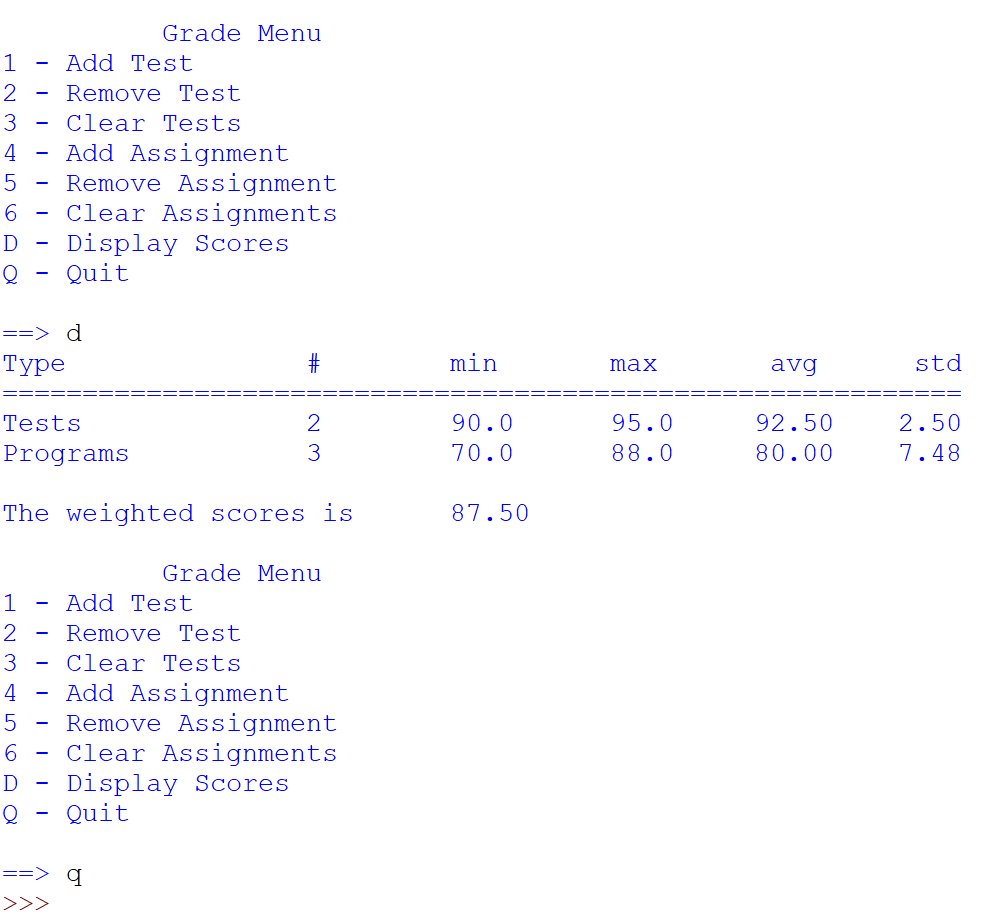 Grade Menu
1 - Add Test
2 - Remove Test
3 - Clear Tests
4 - Add Assignment
5 - Remove Assignment
6 - Clear Assignments
D - Display Scores
Q - Quit
==> d
Type # min max avg std
============================================================
Tests 2 90.0 95.0 92.50 2.50
Programs 3 70.0 88.0 80.00 7.48
The weighted scores is 87.50
Grade Menu
1 - Add Test
2 - Remove Test
3 - Clear Tests
4 - Add Assignment
5 - Remove Assignment
6 - Clear Assignments
D - Display Scores
Q - Quit
==> q
>>>